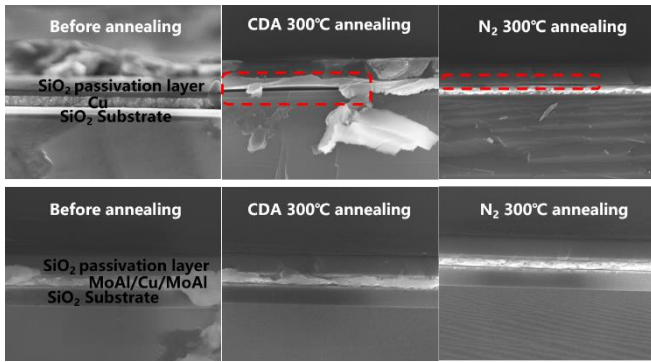 Before annealing
CDA 300℃ annealing
N₂ 300℃ annealing
SiO₂ passivation layer
Cu
SiO₂ Substrate
Before annealing
CDA 300℃ annealing
N₂ 300℃ annealing
SiO₂ passivation layer
MoAl/Cu/MoAl
SiO₂ Substrate